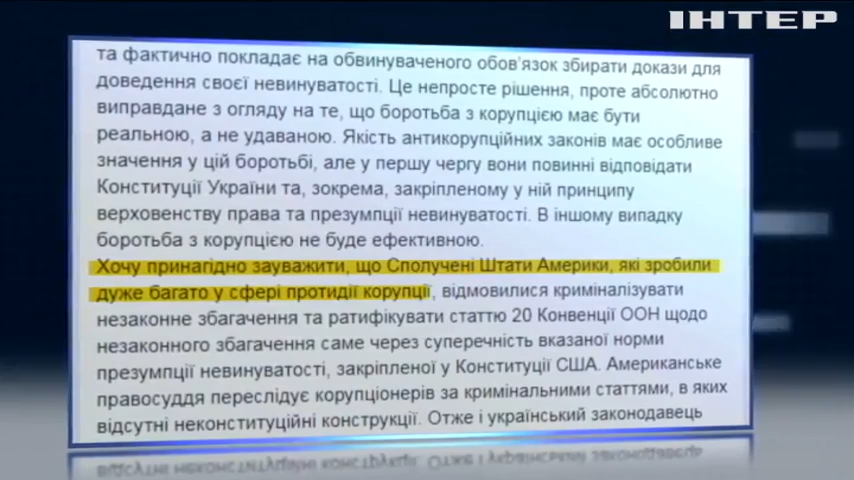 ІНТЕР
та фактично покладає на обвинуваченого обов'язок збирати докази для
доведення своєї невинуватості. Це непросте рішення, проте абсолютно
виправдане з огляду на те, що боротьба з корупцією має бути
реальною, а не удаваною. Якість антикорупційних законів має особливе
значення у цій боротьбі, але у першу чергу вони повинні відповідати
Конституції України та, зокрема, закріпленому у ній принципу
верховенству права та презумпції невинуватості. В іншому випадку
боротьба з корупцією не буде ефективною.
Хочу принагідно зауважити, що Сполучені Штати Америки, які зробили
дуже багато у сфері протидії корупції, відмовилися криміналізувати
незаконне збагачення та ратифікувати статтю 20 Конвенції ООН щодо
незаконного збагачення саме через суперечність вказаної норми
презумпції невинуватості, закріпленої у Конституції США. Американське
правосуддя переслідує корупціонерів за кримінальними статтями, в яких
відсутні неконституційні конструкції. Отже і український законодавець